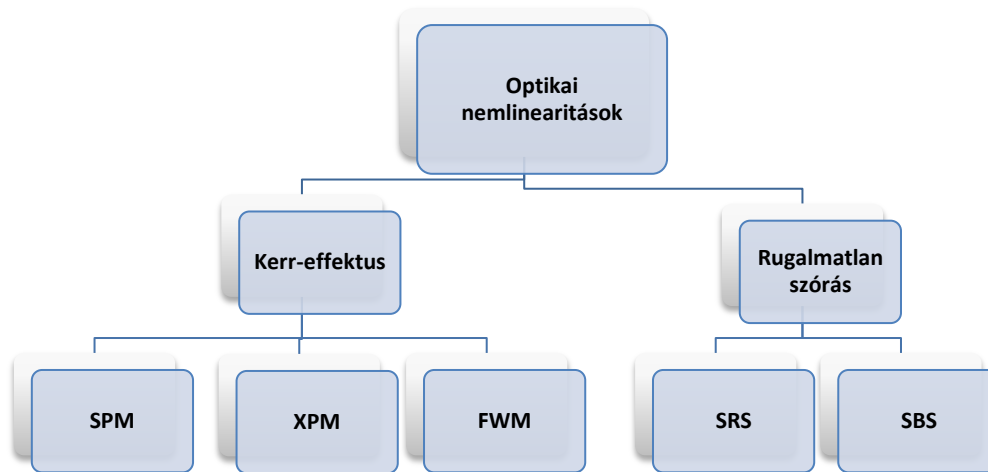 Optikai
nemlinearitások
Kerr-effektus
Rugalmatlan
szórás
SPM
XPM
FWM
SRS
SBS